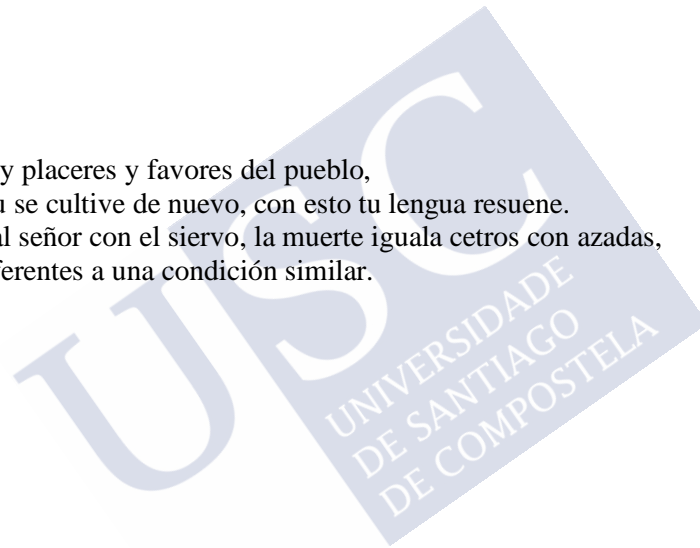 y placeres y favores del pueblo,
u se cultive de nuevo, con esto tu lengua resuene.
al señor con el siervo, la muerte iguala cetros con azadas,
ferentes a una condición similar.
USC
UNIVERSIDADE
DE SANTIAGO
DE COMPOSTELA